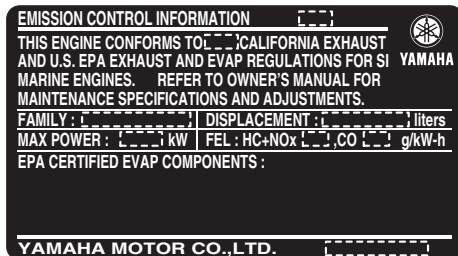 EMISSION CONTROL INFORMATION
THIS ENGINE CONFORMS TO CALIFORNIA EXHAUST
AND U.S. EPA EXHAUST AND EVAP REGULATIONS FOR SI
MARINE ENGINES. REFER TO OWNER'S MANUAL FOR
MAINTENANCE SPECIFICATIONS AND ADJUSTMENTS.
YAMAHA
FAMILY : DISPLACEMENT : liters
MAX POWER : kW FEL : HC+NOx ,CO g/kW-h
EPA CERTIFIED EVAP COMPONENTS :
YAMAHA MOTOR CO.,LTD.